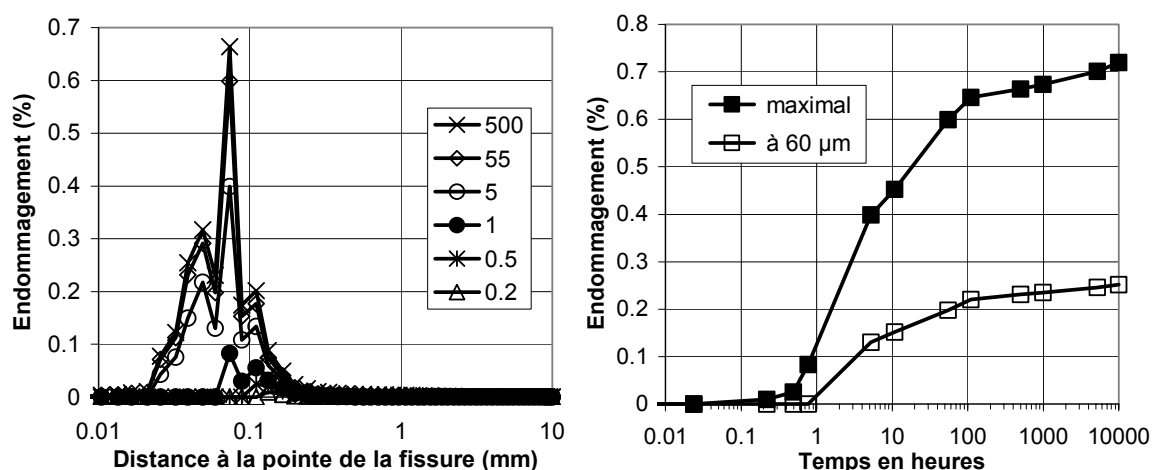 0.7
0.6
0.5
0.4
0.3
0.2
0.1
0
Endommagement (%)
500
55
5
1
0.5
0.2
0.01 0.1 1 10
Distance à la pointe de la fissure (mm)
0.8
0.7
0.6
0.5
0.4
0.3
0.2
0.1
0
Endommagement (%)
maximal
à 60 µm
0.01 0.1 1 10 100 1000 10000
Temps en heures